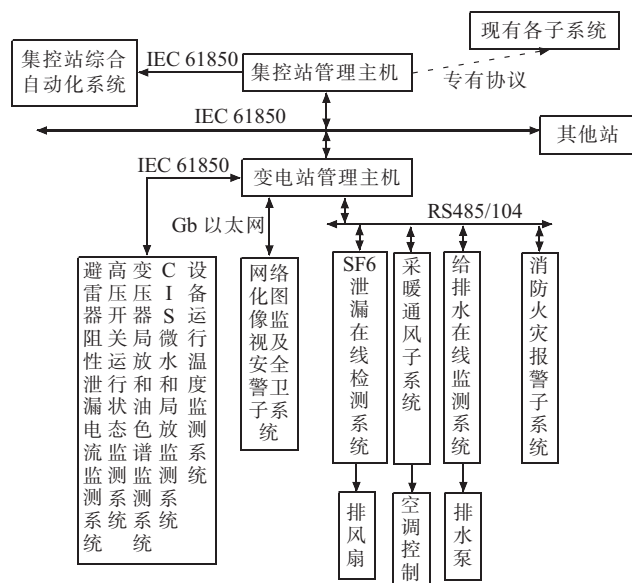 现有各子系统
集控站综合
自动化系统
IEC 61850
集控站管理主机
专有协议
IEC 61850
其他站
IEC 61850
变电站管理主机
Gb 以太网
RS485/104
避雷器阻性泄漏电流监测系统
高压开关运行状态监测系统
变压器局放和油色谱监测系统
CIS微水和局放监测系统
设备运行温度监测系统
网络
化图
像监
视及
安全
警卫
子系
统
SF6
泄漏在线检测系统
采暖通风子系统
给排水在线监测系统
消防火灾报警子系统
排风扇
空调控制
排水泵